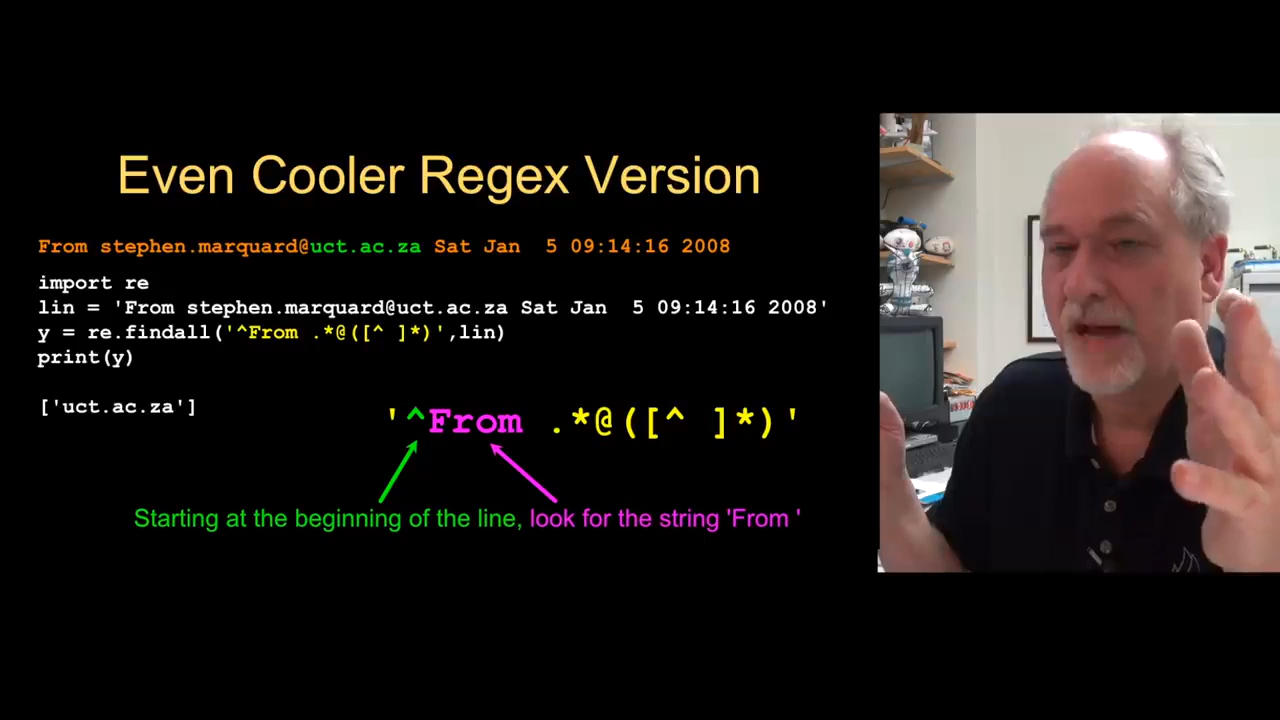 Even Cooler Regex Version
From stephen.marquard@uct.ac.za Sat Jan  5 09:14:16 2008
import re
lin = 'From stephen.marquard@uct.ac.za Sat Jan  5 09:14:16 2008'
y = re.findall('^From .*@([^ ]*)',lin)
print(y)
['uct.ac.za']
'^From .*@([^ ]*)'
Starting at the beginning of the line, look for the string 'From '